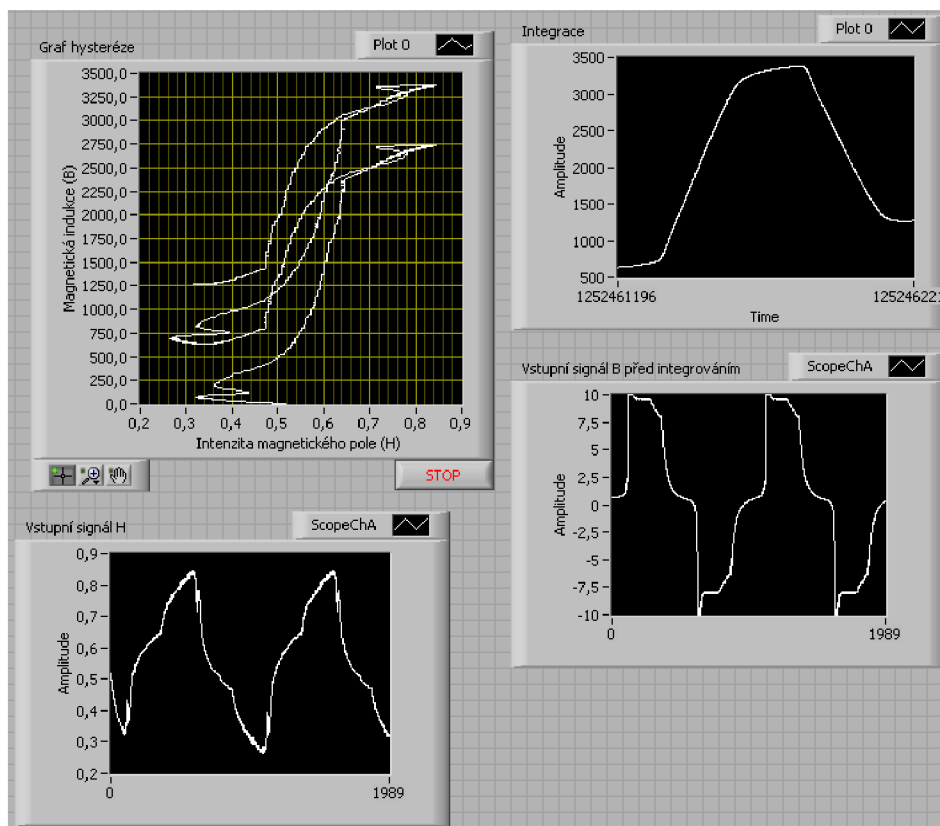 Graf hysteréze
Plot 0
3500,0
3250,0
3000,0
2750,0
2500,0
2250,0
2000,0
1750,0
1500,0
1250,0
1000,0
750,0
500,0
250,0
0,0
Magnetická indukce (B)
0,2 0,3 0,4 0,5 0,6 0,7 0,8 0,9
Intenzita magnetického pole (H)
STOP
Integrace
Plot 0
3500
3000
2500
2000
1500
1000
500
Amplitude
1252461196 125246221
Time
Vstupní signál B před integrováním
ScopeChA
10
7,5
5
2,5
0
-2,5
-5
-7,5
-10
Amplitude
0 1989
Vstupní signál H
ScopeChA
0,9
0,8
0,7
0,6
0,5
0,4
0,3
0,2
Amplitude
0 1989